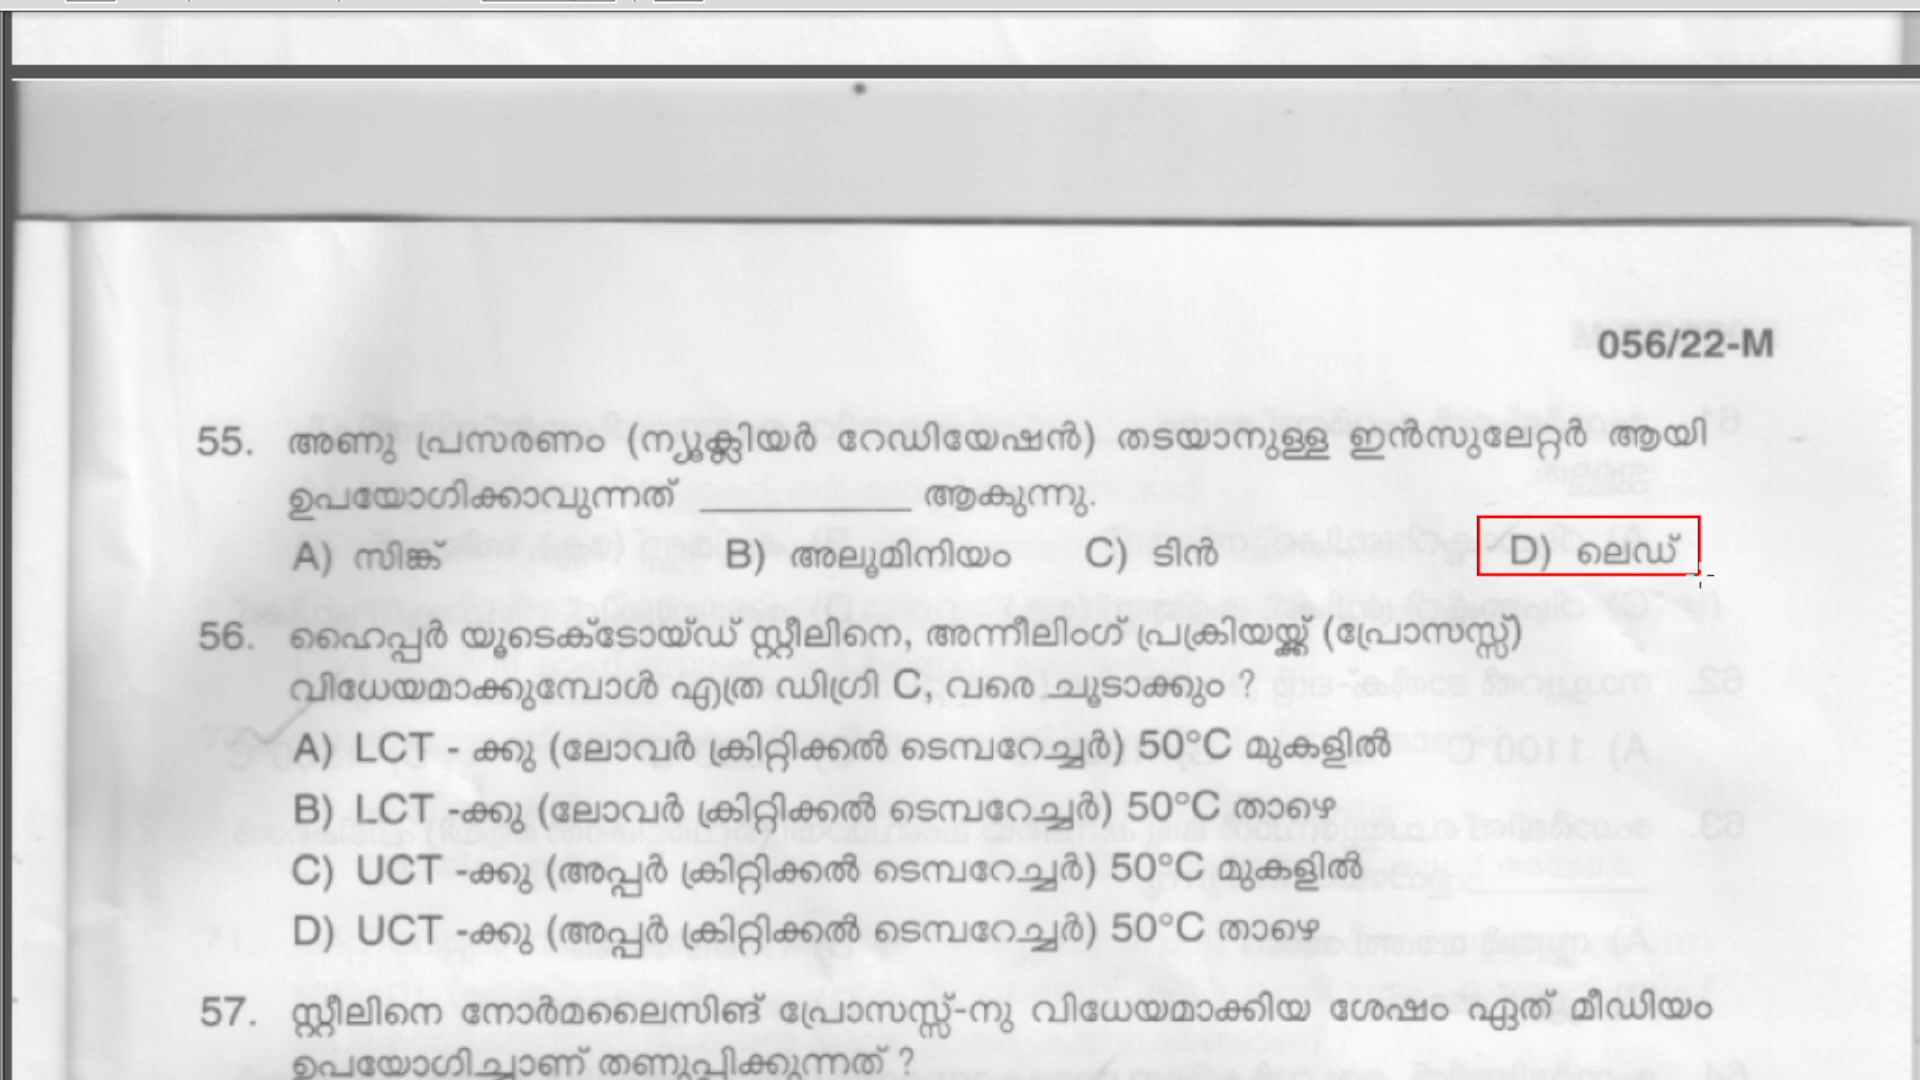 056/22-M
55. അണു പ്രസരണം (ന്യൂക്ലിയർ റേഡിയേഷൻ) തടയാനുള്ള ഇൻസുലേറ്റർ ആയി
ഉപയോഗിക്കാവുന്നത് __________ ആകുന്നു.
A) സിങ്ക് B) അലൂമിനിയം C) ടിൻ D) ലെഡ്
56. ഹൈപ്പർ യൂടെക്ടോയ്ഡ് സ്റ്റീലിനെ, അന്നീലിംഗ് പ്രക്രിയയ്ക്ക് (പ്രോസസ്സ്)
വിധേയമാക്കുമ്പോൾ എത്ര ഡിഗ്രി C, വരെ ചൂടാക്കും ?
A) LCT - ക്കു (ലോവർ ക്രിറ്റിക്കൽ ടെമ്പറേച്ചർ) 50°C മുകളിൽ
B) LCT -ക്കു (ലോവർ ക്രിറ്റിക്കൽ ടെമ്പറേച്ചർ) 50°C താഴെ
C) UCT -ക്കു (അപ്പർ ക്രിറ്റിക്കൽ ടെമ്പറേച്ചർ) 50°C മുകളിൽ
D) UCT -ക്കു (അപ്പർ ക്രിറ്റിക്കൽ ടെമ്പറേച്ചർ) 50°C താഴെ
57. സ്റ്റീലിനെ നോർമലൈസിങ് പ്രോസസ്സ്-നു വിധേയമാക്കിയ ശേഷം ഏത് മീഡിയം
ഉപയോഗിച്ചാണ് തണുപ്പിക്കുന്നത് ?